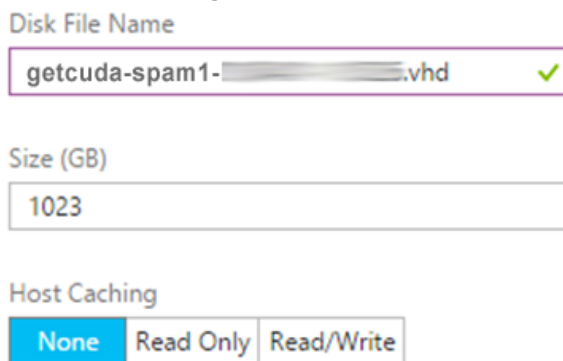 Disk File Name
getcuda-spam1-.vhd
Size (GB)
1023
Host Caching
None Read Only Read/Write